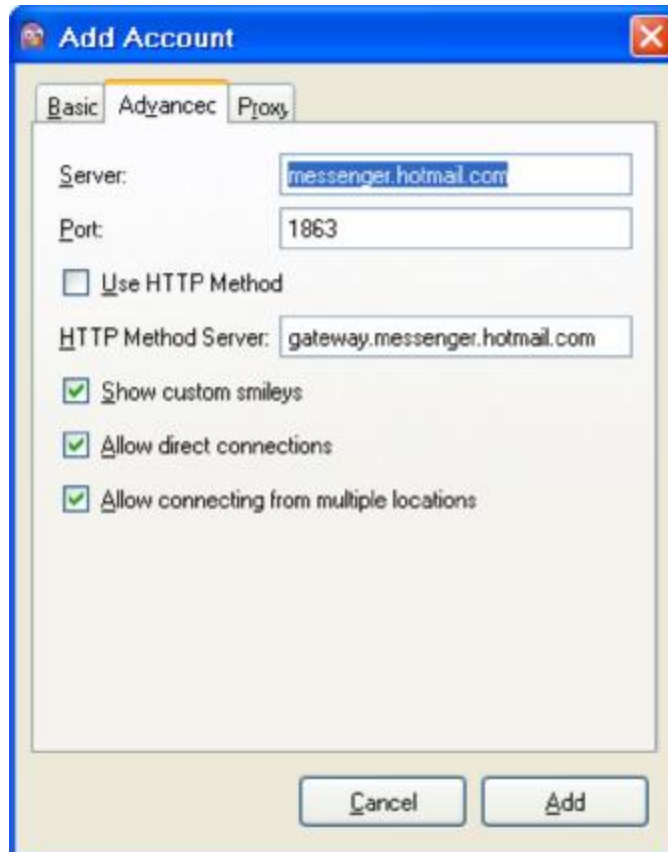 Add Account
Basic Advancec Proxy
Server: messenger.hotmail.com
Port: 1863
Use HTTP Method
HTTP Method Server: gateway.messenger.hotmail.com
Show custom smileys
Allow direct connections
Allow connecting from multiple locations
Cancel Add